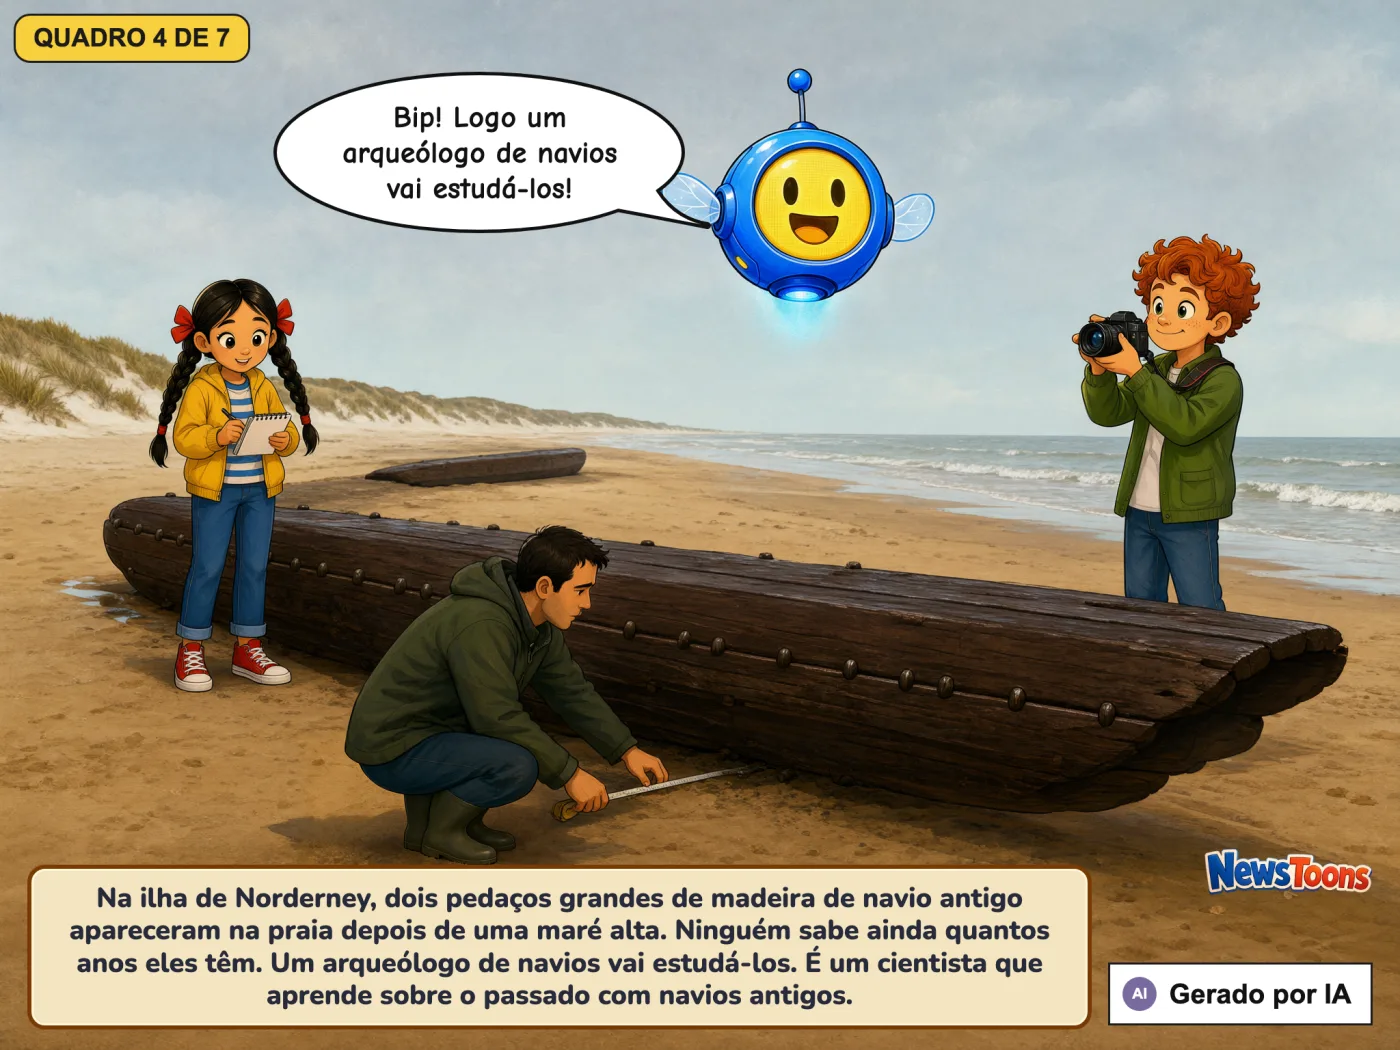 QUADRO 4 DE 7
Bip! Logo um
arqueólogo de navios
vai estudá-los!
NewsToons
Na ilha de Norderney, dois pedaços grandes de madeira de navio antigo
apareceram na praia depois de uma maré alta. Ninguém sabe ainda quantos
anos eles têm. Um arqueólogo de navios vai estudá-los. É um cientista que
aprende sobre o passado com navios antigos.
AI Gerado por IA